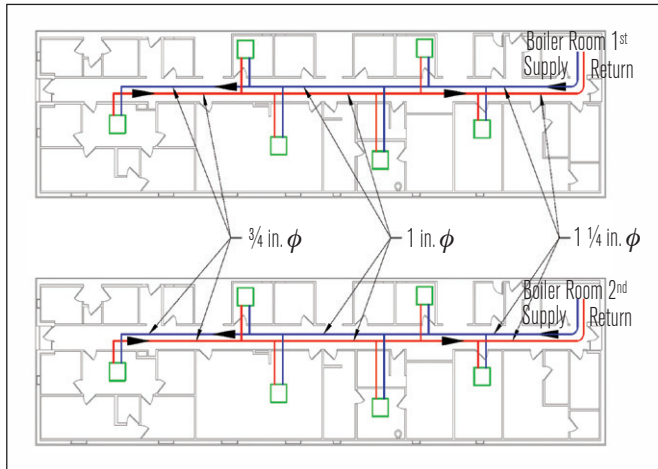 Boiler Room 1st
Supply Return
¾ in. ϕ 1 in. ϕ 1 ¼ in. ϕ
Boiler Room 2nd
Supply Return